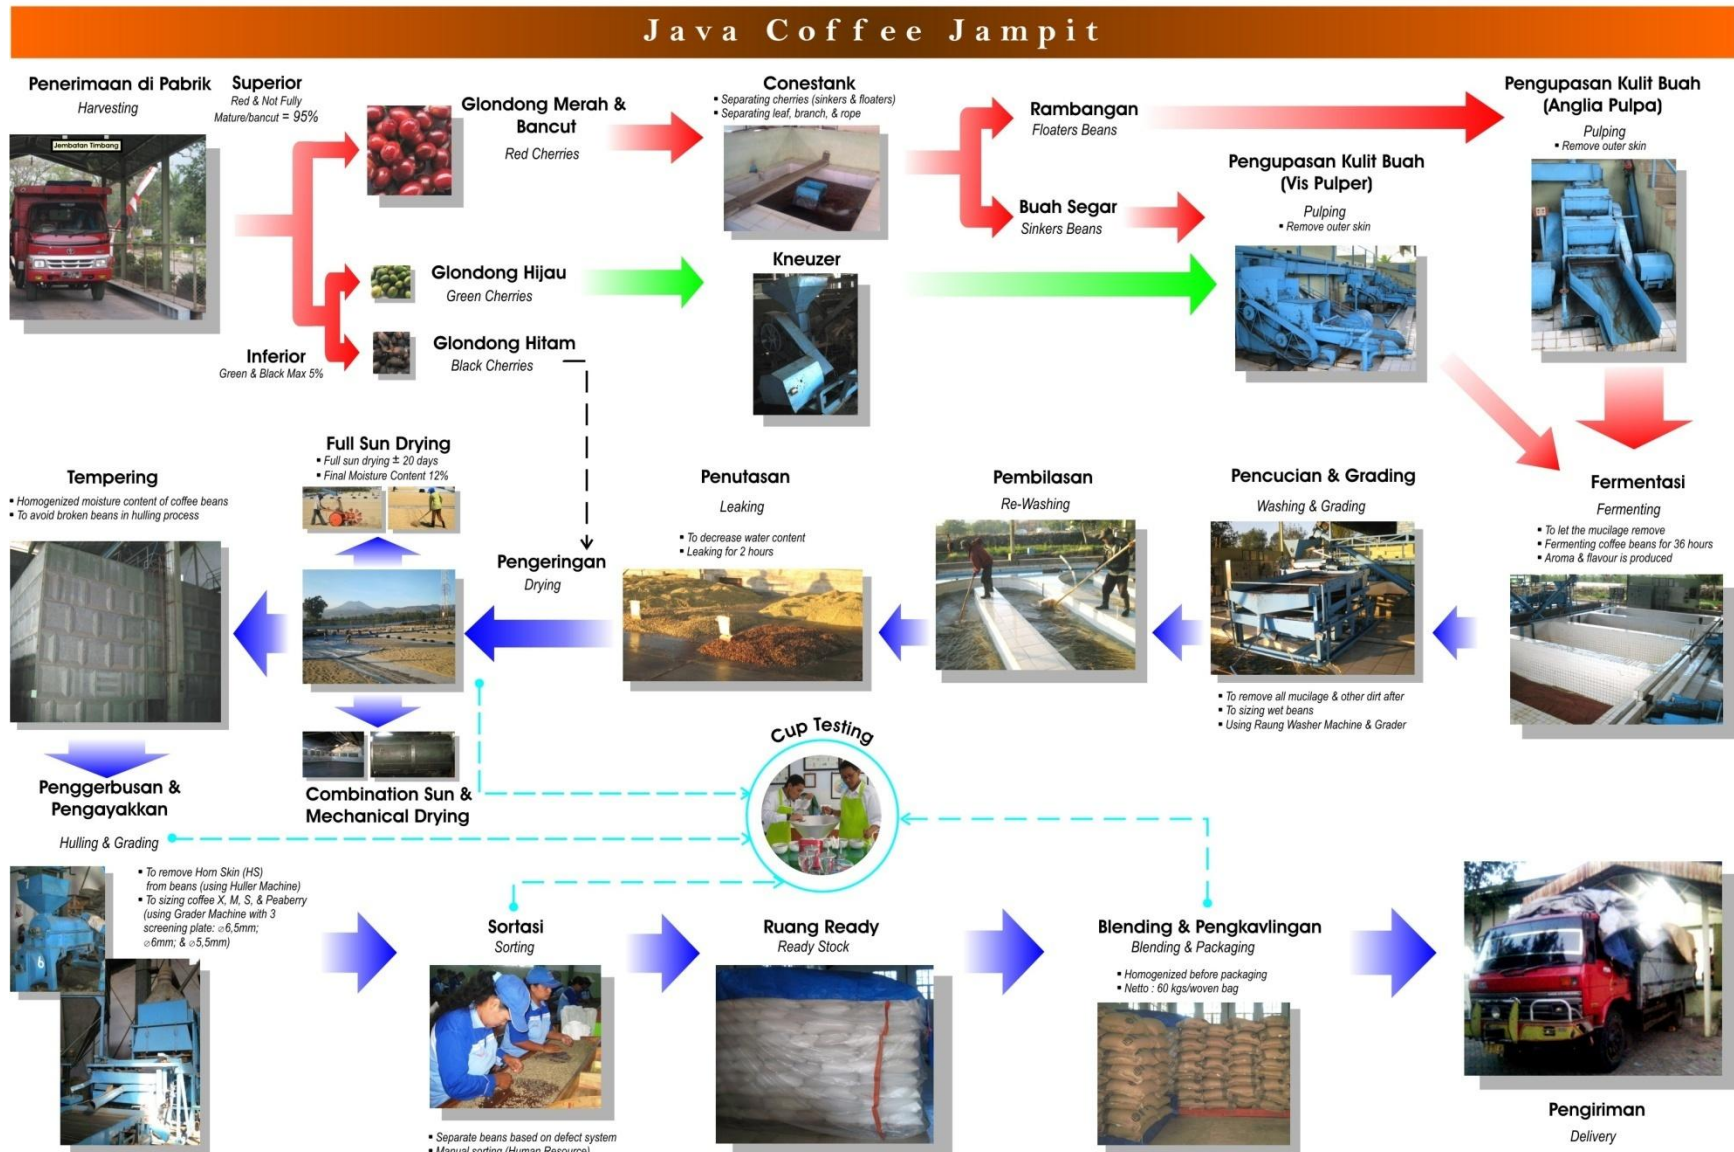 Java Coffee Jampit
Penerimaan di Pabrik
Harvesting
Jembatan Timbang
Superior
Red & Not Fully
Mature/bancut = 95%
Glondong Merah &
Bancut
Red Cherries
Conestank
▪ Separating cherries (sinkers & floaters)
▪ Separating leaf, branch, & rope
Rambangan
Floaters Beans
Buah Segar
Sinkers Beans
Pengupasan Kulit Buah
(Vis Pulper)
Pulping
▪ Remove outer skin
Pengupasan Kulit Buah
(Anglia Pulpa)
Pulping
▪ Remove outer skin
Glondong Hijau
Green Cherries
Kneuzer
Inferior
Green & Black Max 5%
Glondong Hitam
Black Cherries
Fermentasi
Fermenting
▪ To let the mucilage remove
▪ Fermenting coffee beans for 36 hours
▪ Aroma & flavour is produced
Pencucian & Grading
Washing & Grading
▪ To remove all mucilage & other dirt after
▪ To sizing wet beans
▪ Using Raung Washer Machine & Grader
Pembilasan
Re-Washing
Penutasan
Leaking
▪ To decrease water content
▪ Leaking for 2 hours
Pengeringan
Drying
Full Sun Drying
▪ Full sun drying ± 20 days
▪ Final Moisture Content 12%
Combination Sun &
Mechanical Drying
Tempering
▪ Homogenized moisture content of coffee beans
▪ To avoid broken beans in hulling process
Penggerbusan &
Pengayakkan
Hulling & Grading
▪ To remove Horn Skin (HS)
from beans (using Huller Machine)
▪ To sizing coffee X, M, S, & Peaberry
(using Grader Machine with 3
screening plate: ⌀6,5mm;
⌀6mm; & ⌀5,5mm)
7
6
Cup Testing
Sortasi
Sorting
▪ Separate beans based on defect system
▪ Manual sorting (Human Resource)
Ruang Ready
Ready Stock
Blending & Pengkavlingan
Blending & Packaging
▪ Homogenized before packaging
▪ Netto : 60 kgs/woven bag
Pengiriman
Delivery